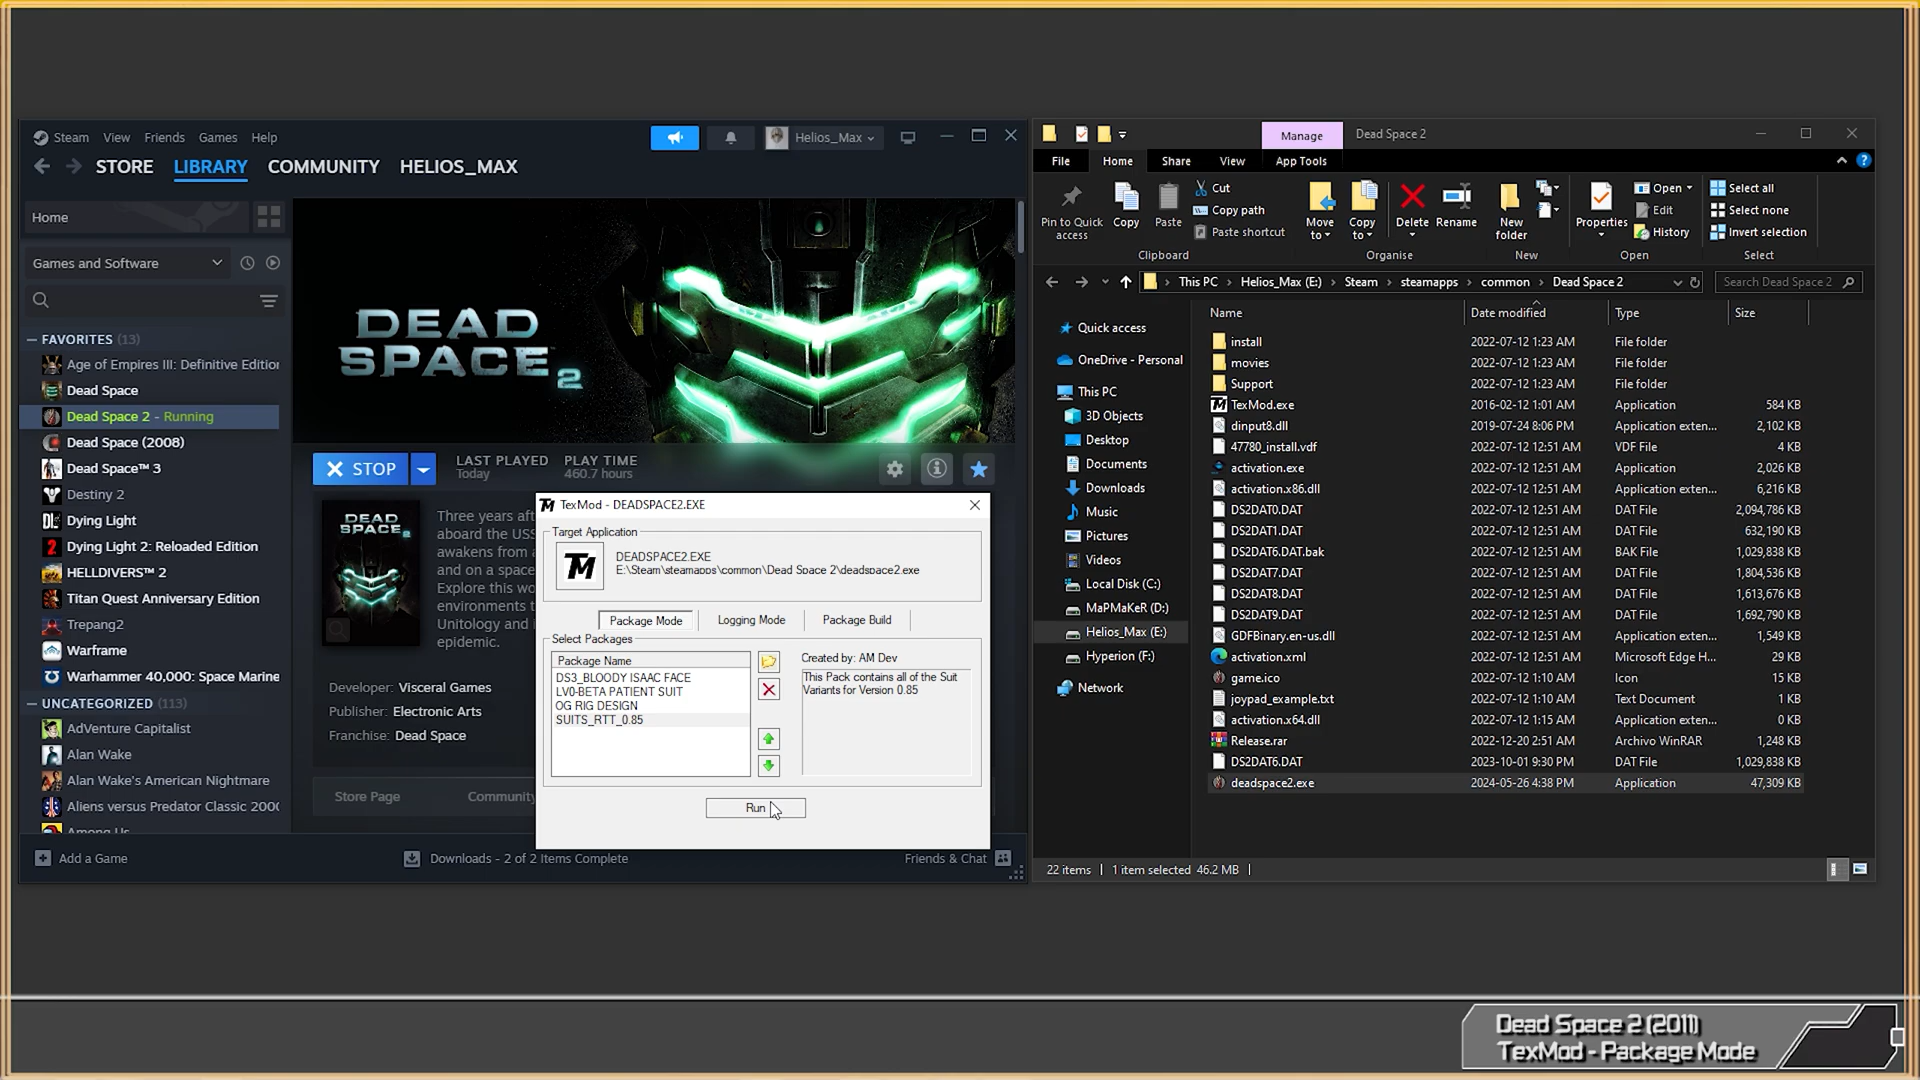 Steam View Friends Games Help
Helios_Max
STORE LIBRARY COMMUNITY HELIOS_MAX
Home
Games and Software
FAVORITES (13)
Age of Empires III: Definitive Edition
Dead Space
Dead Space 2 - Running
Dead Space (2008)
Dead Space™ 3
Destiny 2
Dying Light
Dying Light 2: Reloaded Edition
HELLDIVERS™ 2
Titan Quest Anniversary Edition
Trepang2
Warframe
Warhammer 40,000: Space Marine
UNCATEGORIZED (113)
AdVenture Capitalist
Alan Wake
Alan Wake's American Nightmare
Aliens versus Predator Classic 2000
Among Us
Add a Game
DEAD
SPACE 2
STOP
LAST PLAYED
Today
PLAY TIME
460.7 hours
DEAD
SPACE 2
Three years aft
aboard the USS
awakens from
and on a space
Explore this wo
environments t
Unitology and
epidemic.
Developer: Visceral Games
Publisher: Electronic Arts
Franchise: Dead Space
Store Page Community
Downloads - 2 of 2 Items Complete
Friends & Chat
TM TexMod - DEADSPACE2.EXE
Target Application
TM
DEADSPACE2.EXE
E:\Steam\steamapps\common\Dead Space 2\deadspace2.exe
Package Mode Logging Mode Package Build
Select Packages
Package Name
DS3_BLOODY ISAAC FACE
LV0-BETA PATIENT SUIT
OG RIG DESIGN
SUITS_RTT_0.85
Created by: AM Dev
This Pack contains all of the Suit
Variants for Version 0.85
Run
Manage Dead Space 2
File Home Share View App Tools
Pin to Quick
access
Copy
Paste
Cut
Copy path
Paste shortcut
Clipboard
Move
to
Copy
to
Delete
Rename
Organise
New
folder
New
Properties
Open
Edit
History
Open
Select all
Select none
Invert selection
Select
This PC Helios_Max (E:) Steam steamapps common Dead Space 2
Search Dead Space 2
Quick access
OneDrive - Personal
This PC
3D Objects
Desktop
Documents
Downloads
Music
Pictures
Videos
Local Disk (C:)
MaPMaKeR (D:)
Helios_Max (E:)
Hyperion (F:)
Network
Name Date modified Type Size
install 2022-07-12 1:23 AM File folder
movies 2022-07-12 1:23 AM File folder
Support 2022-07-12 1:23 AM File folder
TexMod.exe 2016-02-12 1:01 AM Application 584 KB
dinput8.dll 2019-07-24 8:06 PM Application exten... 2,102 KB
47780_install.vdf 2022-07-12 12:51 AM VDF File 4 KB
activation.exe 2022-07-12 12:51 AM Application 2,026 KB
activation.x86.dll 2022-07-12 12:51 AM Application exten... 6,216 KB
DS2DAT0.DAT 2022-07-12 12:51 AM DAT File 2,094,786 KB
DS2DAT1.DAT 2022-07-12 12:51 AM DAT File 632,190 KB
DS2DAT6.DAT.bak 2022-07-12 12:51 AM BAK File 1,029,838 KB
DS2DAT7.DAT 2022-07-12 12:51 AM DAT File 1,804,536 KB
DS2DAT8.DAT 2022-07-12 12:51 AM DAT File 1,613,676 KB
DS2DAT9.DAT 2022-07-12 12:51 AM DAT File 1,692,790 KB
GDFBinary.en-us.dll 2022-07-12 12:51 AM Application exten... 1,549 KB
activation.xml 2022-07-12 12:51 AM Microsoft Edge H... 29 KB
game.ico 2022-07-12 1:10 AM Icon 15 KB
joypad_example.txt 2022-07-12 1:10 AM Text Document 1 KB
activation.x64.dll 2022-07-12 1:15 AM Application exten... 0 KB
Release.rar 2022-12-20 2:51 AM Archivo WinRAR 1,248 KB
DS2DAT6.DAT 2023-10-01 9:30 PM DAT File 1,029,838 KB
deadspace2.exe 2024-05-26 4:38 PM Application 47,309 KB
22 items 1 item selected 46.2 MB
Dead Space 2 (2011)
TexMod - Package Mode